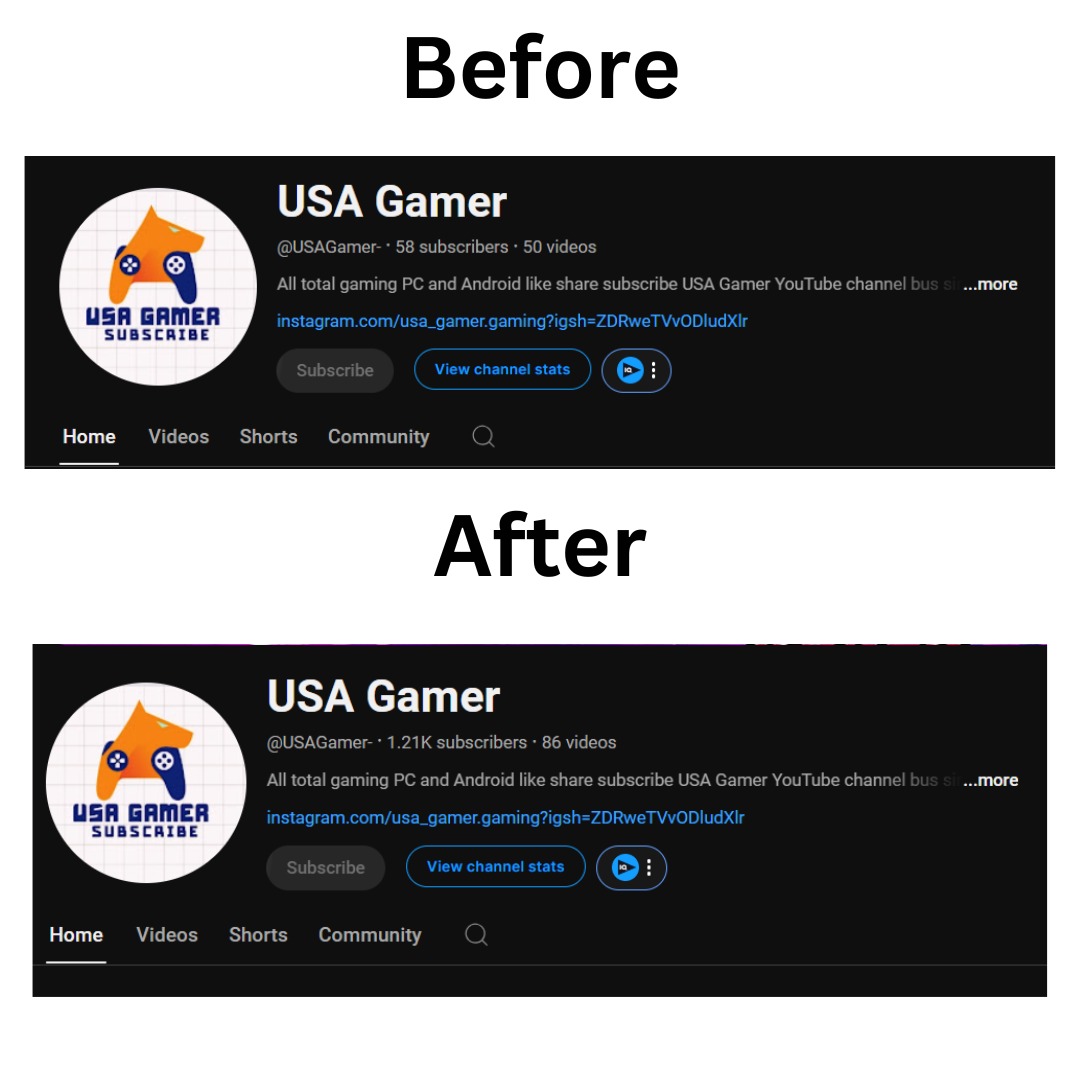 Before
USA Gamer
@USAGamer- · 58 subscribers · 50 videos
All total gaming PC and Android like share subscribe USA Gamer YouTube channel bus ...more
instagram.com/usa_gamer.gaming?igsh=ZDRweTVvODludXlr
USA GAMER
SUBSCRIBE
Subscribe View channel stats IQ
Home Videos Shorts Community
After
USA Gamer
@USAGamer- · 1.21K subscribers · 86 videos
All total gaming PC and Android like share subscribe USA Gamer YouTube channel bus ...more
instagram.com/usa_gamer.gaming?igsh=ZDRweTVvODludXlr
USA GAMER
SUBSCRIBE
Subscribe View channel stats IQ
Home Videos Shorts Community